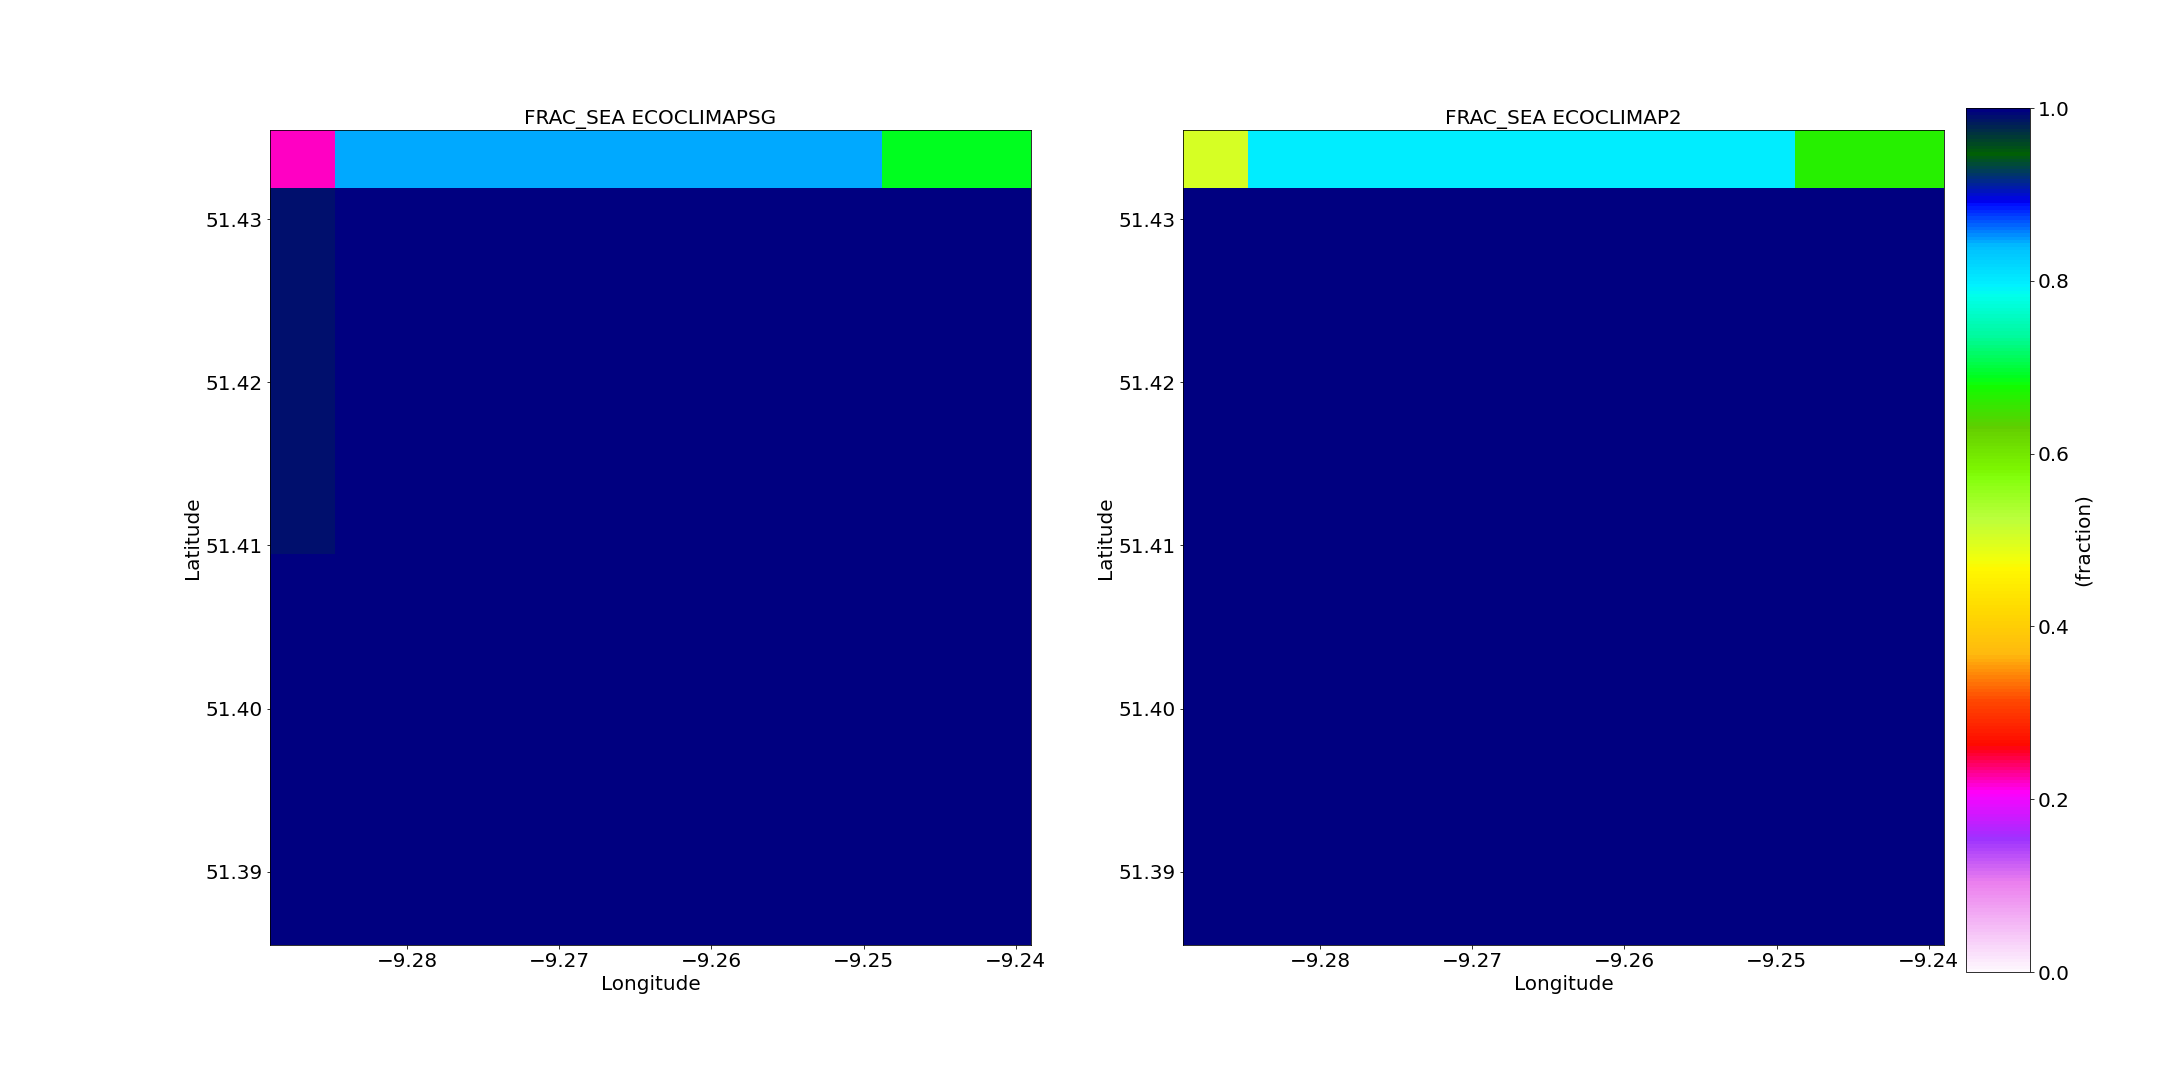 FRAC_SEA ECOCLIMAPSG
51.43
51.42
51.41
51.40
51.39
Latitude
−9.28 −9.27 −9.26 −9.25 −9.24
Longitude
FRAC_SEA ECOCLIMAP2
51.43
51.42
51.41
51.40
51.39
Latitude
−9.28 −9.27 −9.26 −9.25 −9.24
Longitude
1.0
0.8
0.6
0.4
0.2
0.0
(fraction)